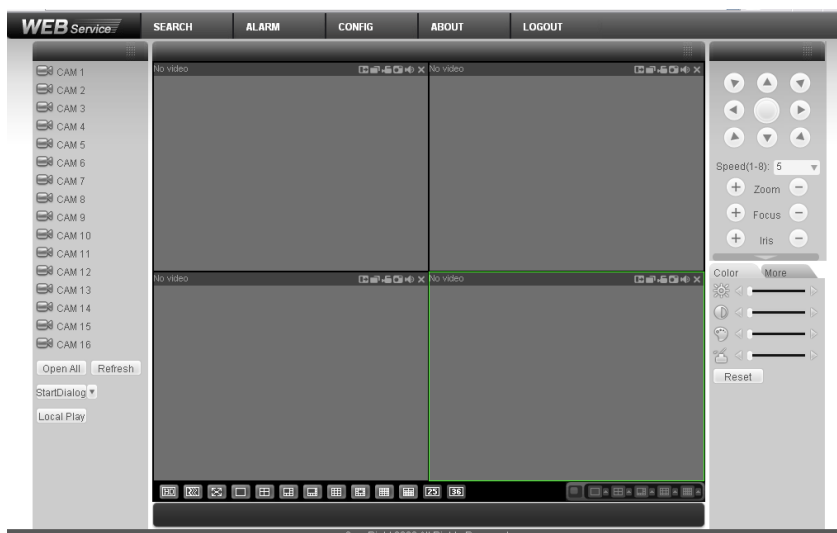 WEB Service
SEARCH
ALARM
CONFIG
ABOUT
LOGOUT
CAM 1
CAM 2
CAM 3
CAM 4
CAM 5
CAM 6
CAM 7
CAM 8
CAM 9
CAM 10
CAM 11
CAM 12
CAM 13
CAM 14
CAM 15
CAM 16
Open All
Refresh
StartDialog
Local Play
No video
No video
No video
No video
HD
25
36
Speed(1-8): 5
Zoom
Focus
Iris
Color
More
Reset